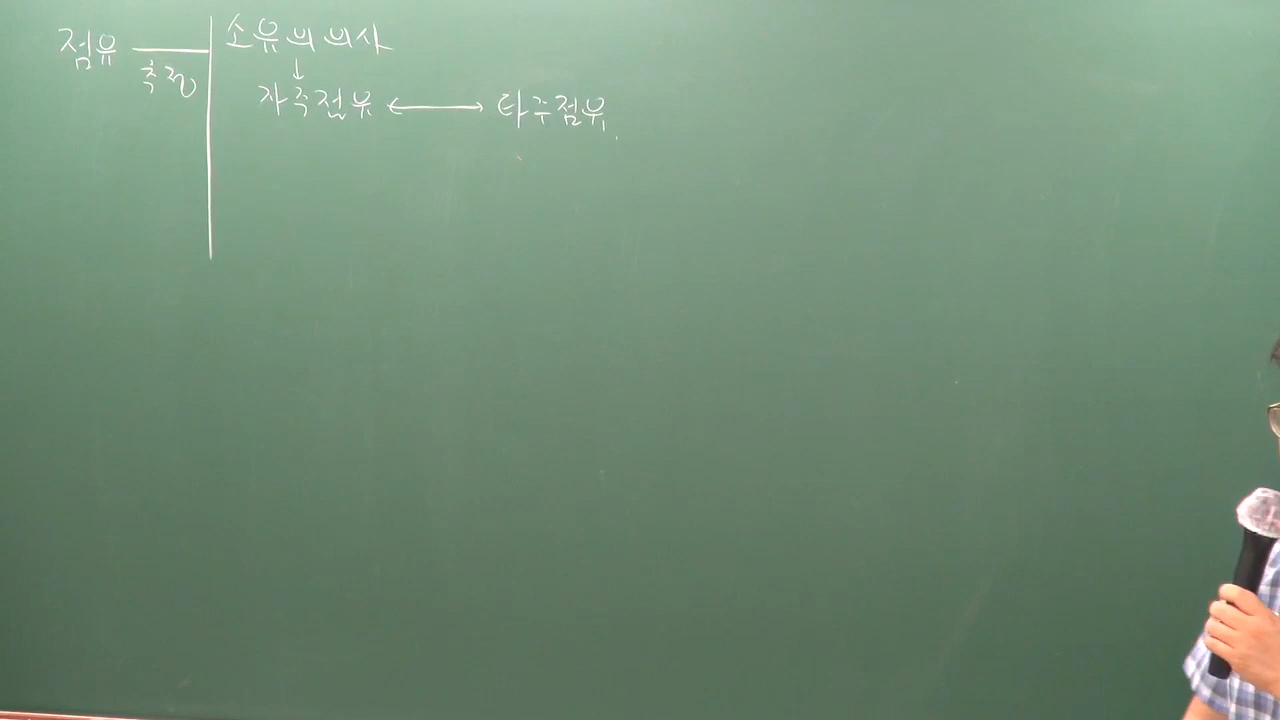 점유 소유의 의사
추정 ↓
자주점유 ↔ 타주점유.